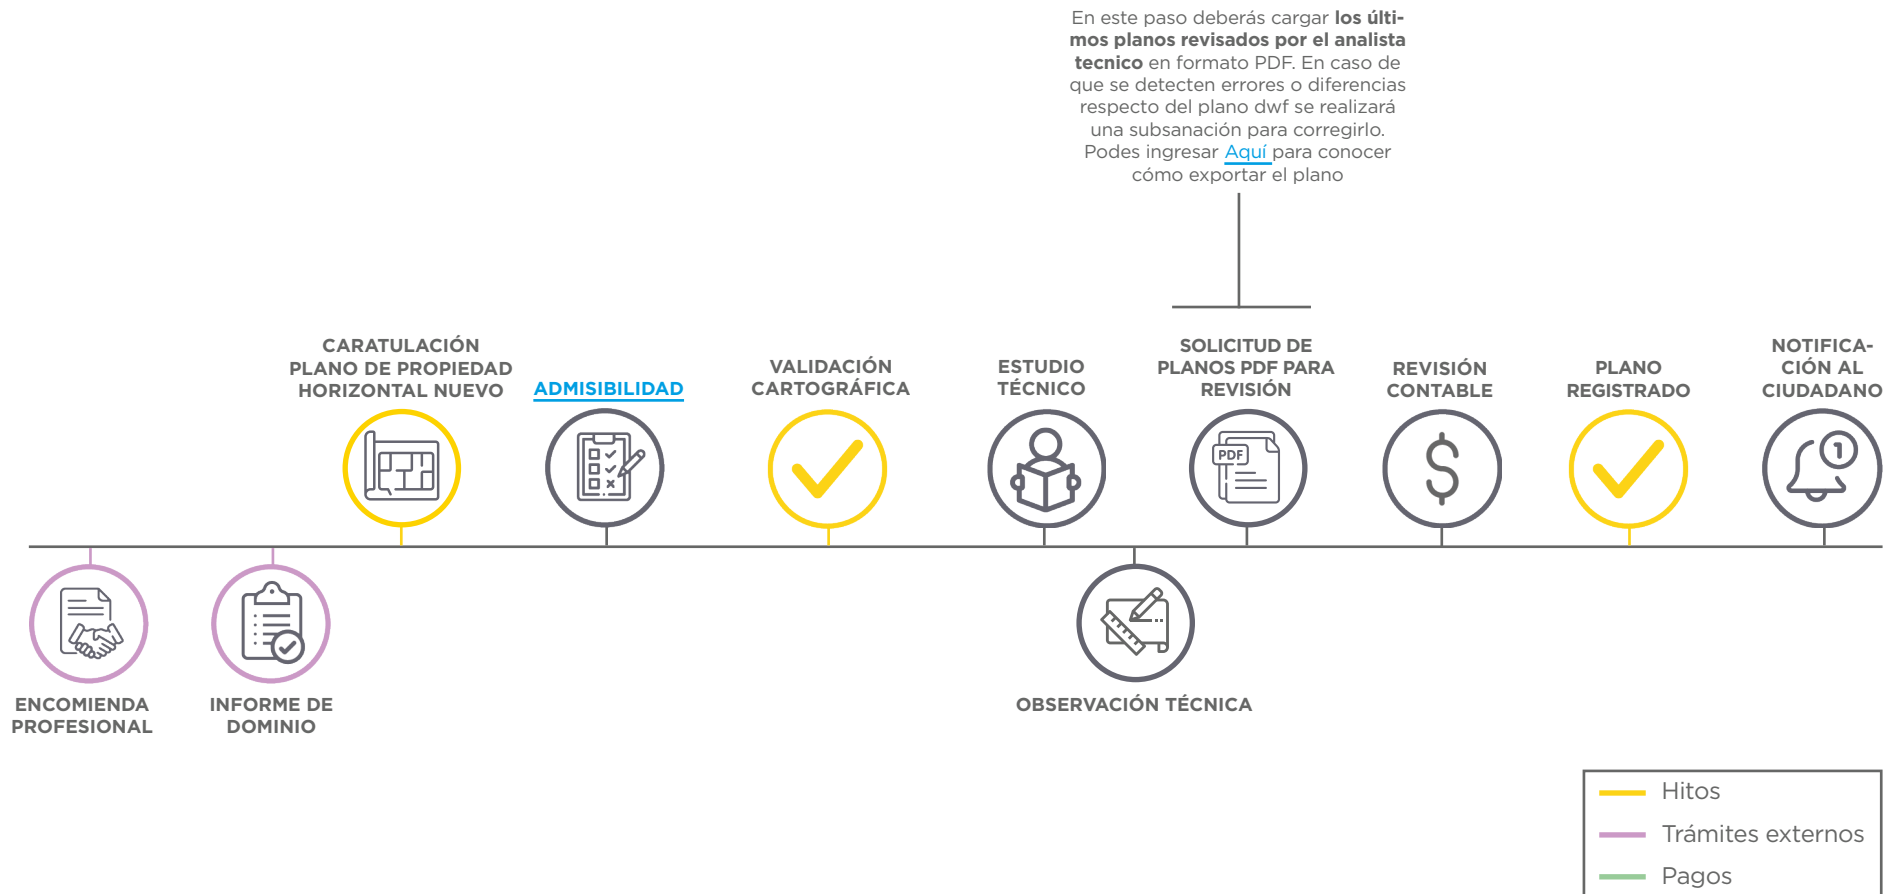 En este paso deberás cargar los últi-
mos planos revisados por el analista
tecnico en formato PDF. En caso de
que se detecten errores o diferencias
respecto del plano dwf se realizará
una subsanación para corregirlo.
Podes ingresar Aquí para conocer
cómo exportar el plano
CARATULACIÓN
PLANO DE PROPIEDAD
HORIZONTAL NUEVO
ADMISIBILIDAD
VALIDACIÓN
CARTOGRÁFICA
ESTUDIO
TÉCNICO
SOLICITUD DE
PLANOS PDF PARA
REVISIÓN
REVISIÓN
CONTABLE
PLANO
REGISTRADO
NOTIFICA-
CIÓN AL
CIUDADANO
PDF
$
1
ENCOMIENDA
PROFESIONAL
INFORME DE
DOMINIO
OBSERVACIÓN TÉCNICA
Hitos
Trámites externos
Pagos